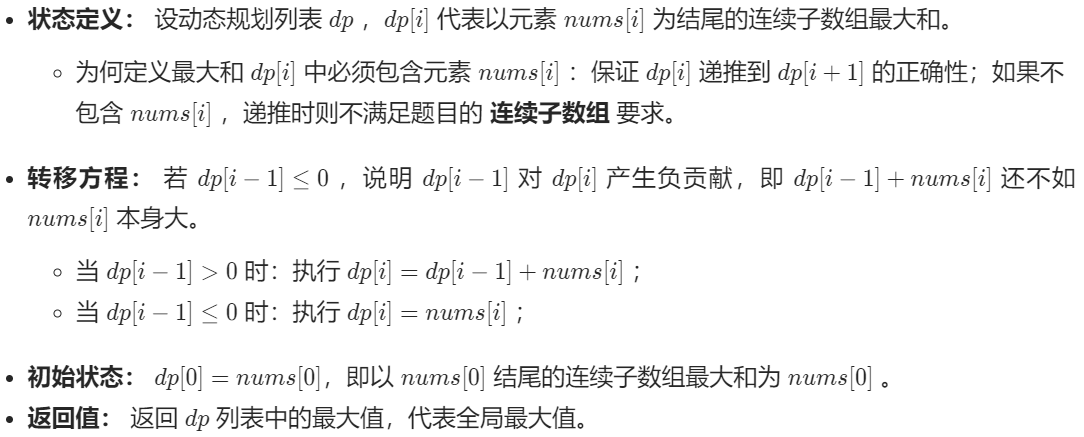 • 状态定义： 设动态规划列表 dp ，dp[i] 代表以元素 nums[i] 为结尾的连续子数组最大和。
◦ 为何定义最大和 dp[i] 中必须包含元素 nums[i] ：保证 dp[i] 递推到 dp[i + 1] 的正确性；如果不
包含 nums[i] ，递推时则不满足题目的 连续子数组 要求。
• 转移方程： 若 dp[i − 1] ≤ 0 ，说明 dp[i − 1] 对 dp[i] 产生负贡献，即 dp[i − 1] + nums[i] 还不如
nums[i] 本身大。
◦ 当 dp[i − 1] > 0 时：执行 dp[i] = dp[i − 1] + nums[i] ；
◦ 当 dp[i − 1] ≤ 0 时：执行 dp[i] = nums[i] ；
• 初始状态： dp[0] = nums[0]，即以 nums[0] 结尾的连续子数组最大和为 nums[0] 。
• 返回值： 返回 dp 列表中的最大值，代表全局最大值。